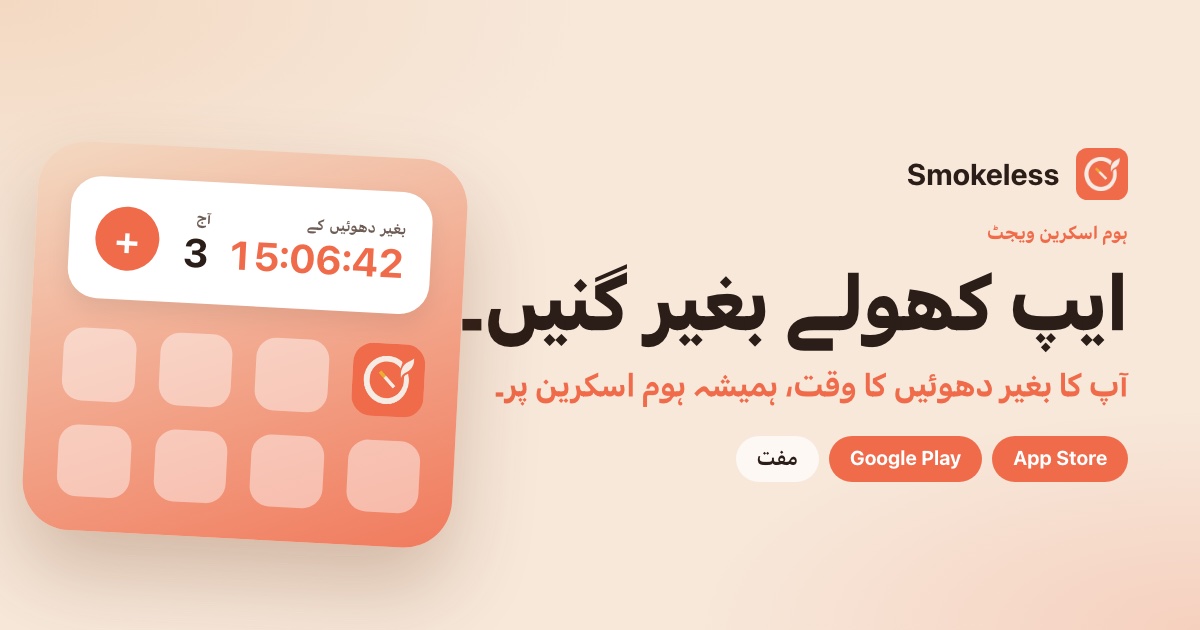 Smokeless
ہوم اسکرین ویجٹ
ایپ کھولے بغیر گنیں۔
آپ کا بغیر دھوئیں کا وقت، ہمیشہ ہوم اسکرین پر۔
App Store
Google Play
مفت
بغیر دھوئیں کے
15:06:42
آج
3
+